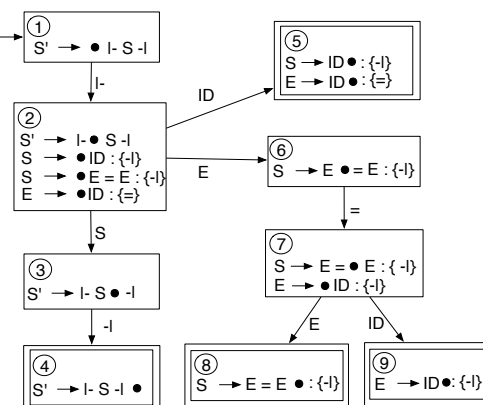 ①
S' → ● |- S -|
|-
②
S' → |- ● S -|
S → ● ID : {-|}
S → ● E = E : {-|}
E → ● ID : {=}
ID
⑤
S → ID ● : {-|}
E → ID ● : {=}
E
⑥
S → E ● = E : {-|}
=
⑦
S → E = ● E : { -|}
E → ● ID : {-|}
S
③
S' → |- S ● -|
-|
④
S' → |- S -| ●
E
⑧
S → E = E ● : {-|}
ID
⑨
E → ID ● : {-|}